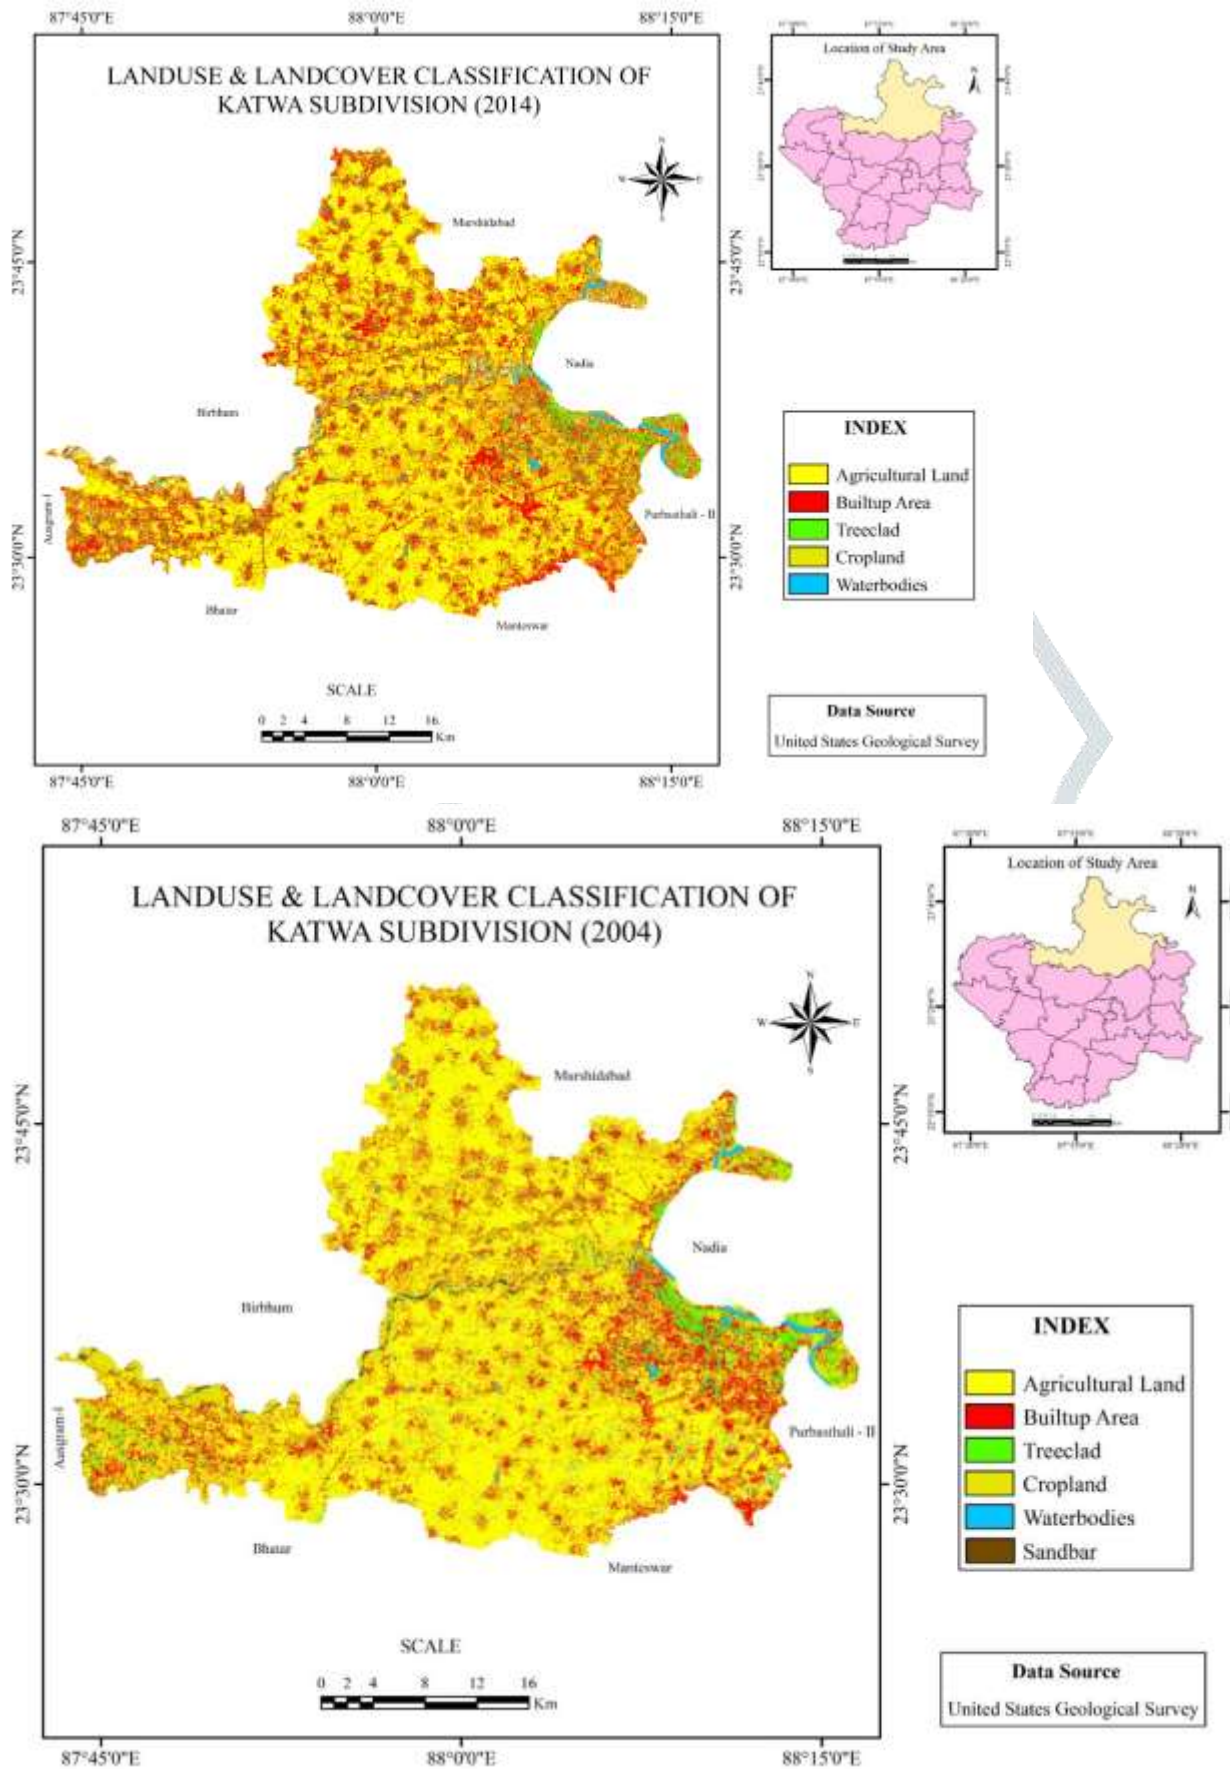 87°45'0"E 88°0'0"E 88°15'0"E
LANDUSE & LANDCOVER CLASSIFICATION OF
KATWA SUBDIVISION (2014)
N
W E
S
Murshidabad
23°45'0"N
23°45'0"N
Nadia
Birbhum
Ausgram-I
Purbasthali - II
23°30'0"N
23°30'0"N
Bhatar
Manteswar
SCALE
0 2 4 8 12 16
Km
87°45'0"E 88°0'0"E 88°15'0"E
Location of Study Area
N
INDEX
Agricultural Land
Builtup Area
Treeclad
Cropland
Waterbodies
Data Source
United States Geological Survey
87°45'0"E 88°0'0"E 88°15'0"E
LANDUSE & LANDCOVER CLASSIFICATION OF
KATWA SUBDIVISION (2004)
N
W E
S
Murshidabad
23°45'0"N
23°45'0"N
Nadia
Birbhum
Ausgram-I
Purbasthali - II
23°30'0"N
23°30'0"N
Bhatar
Manteswar
SCALE
0 2 4 8 12 16
Km
87°45'0"E 88°0'0"E 88°15'0"E
Location of Study Area
N
INDEX
Agricultural Land
Builtup Area
Treeclad
Cropland
Waterbodies
Sandbar
Data Source
United States Geological Survey